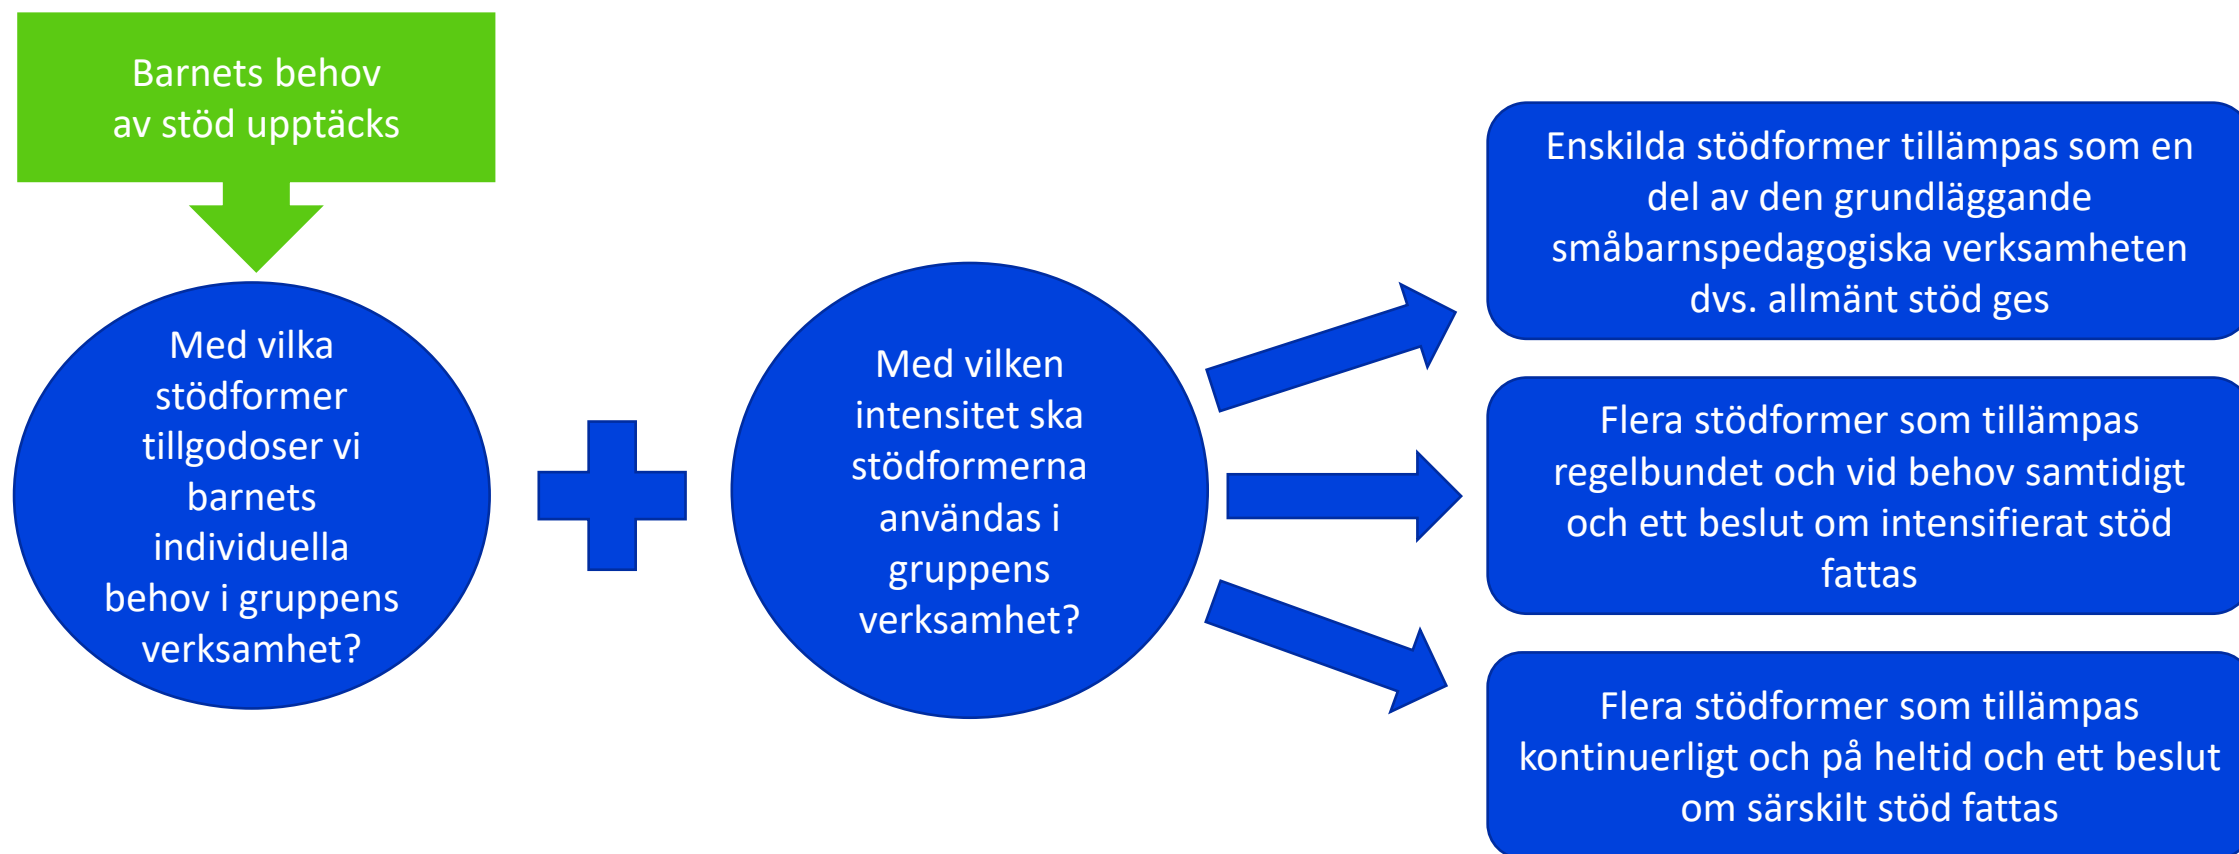 Barnets behov
av stöd upptäcks
Med vilka
stödformer
tillgodoser vi
barnets
individuella
behov i gruppens
verksamhet?
Med vilken
intensitet ska
stödformerna
användas i
gruppens
verksamhet?
Enskilda stödformer tillämpas som en
del av den grundläggande
småbarnspedagogiska verksamheten
dvs. allmänt stöd ges
Flera stödformer som tillämpas
regelbundet och vid behov samtidigt
och ett beslut om intensifierat stöd
fattas
Flera stödformer som tillämpas
kontinuerligt och på heltid och ett beslut
om särskilt stöd fattas